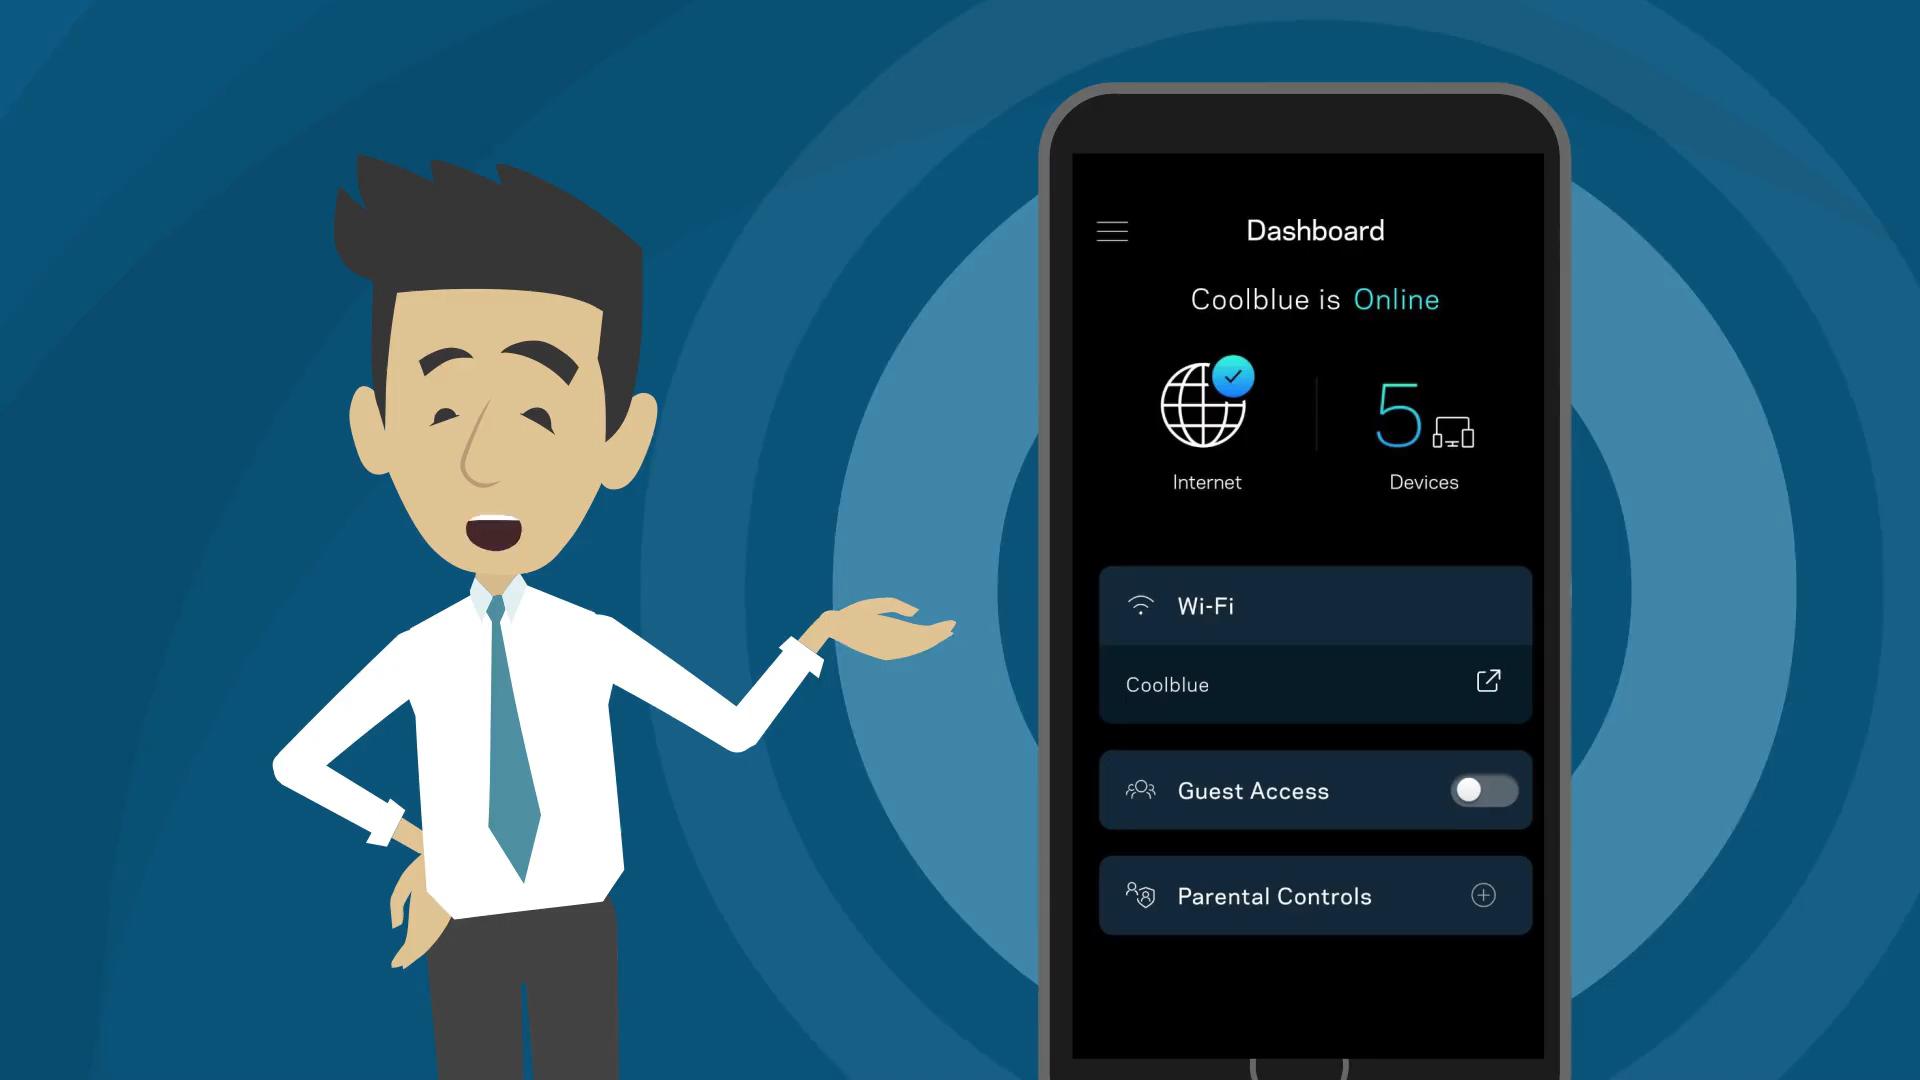 Dashboard
Coolblue is Online
5
Internet
Devices
Wi-Fi
Coolblue
Guest Access
Parental Controls